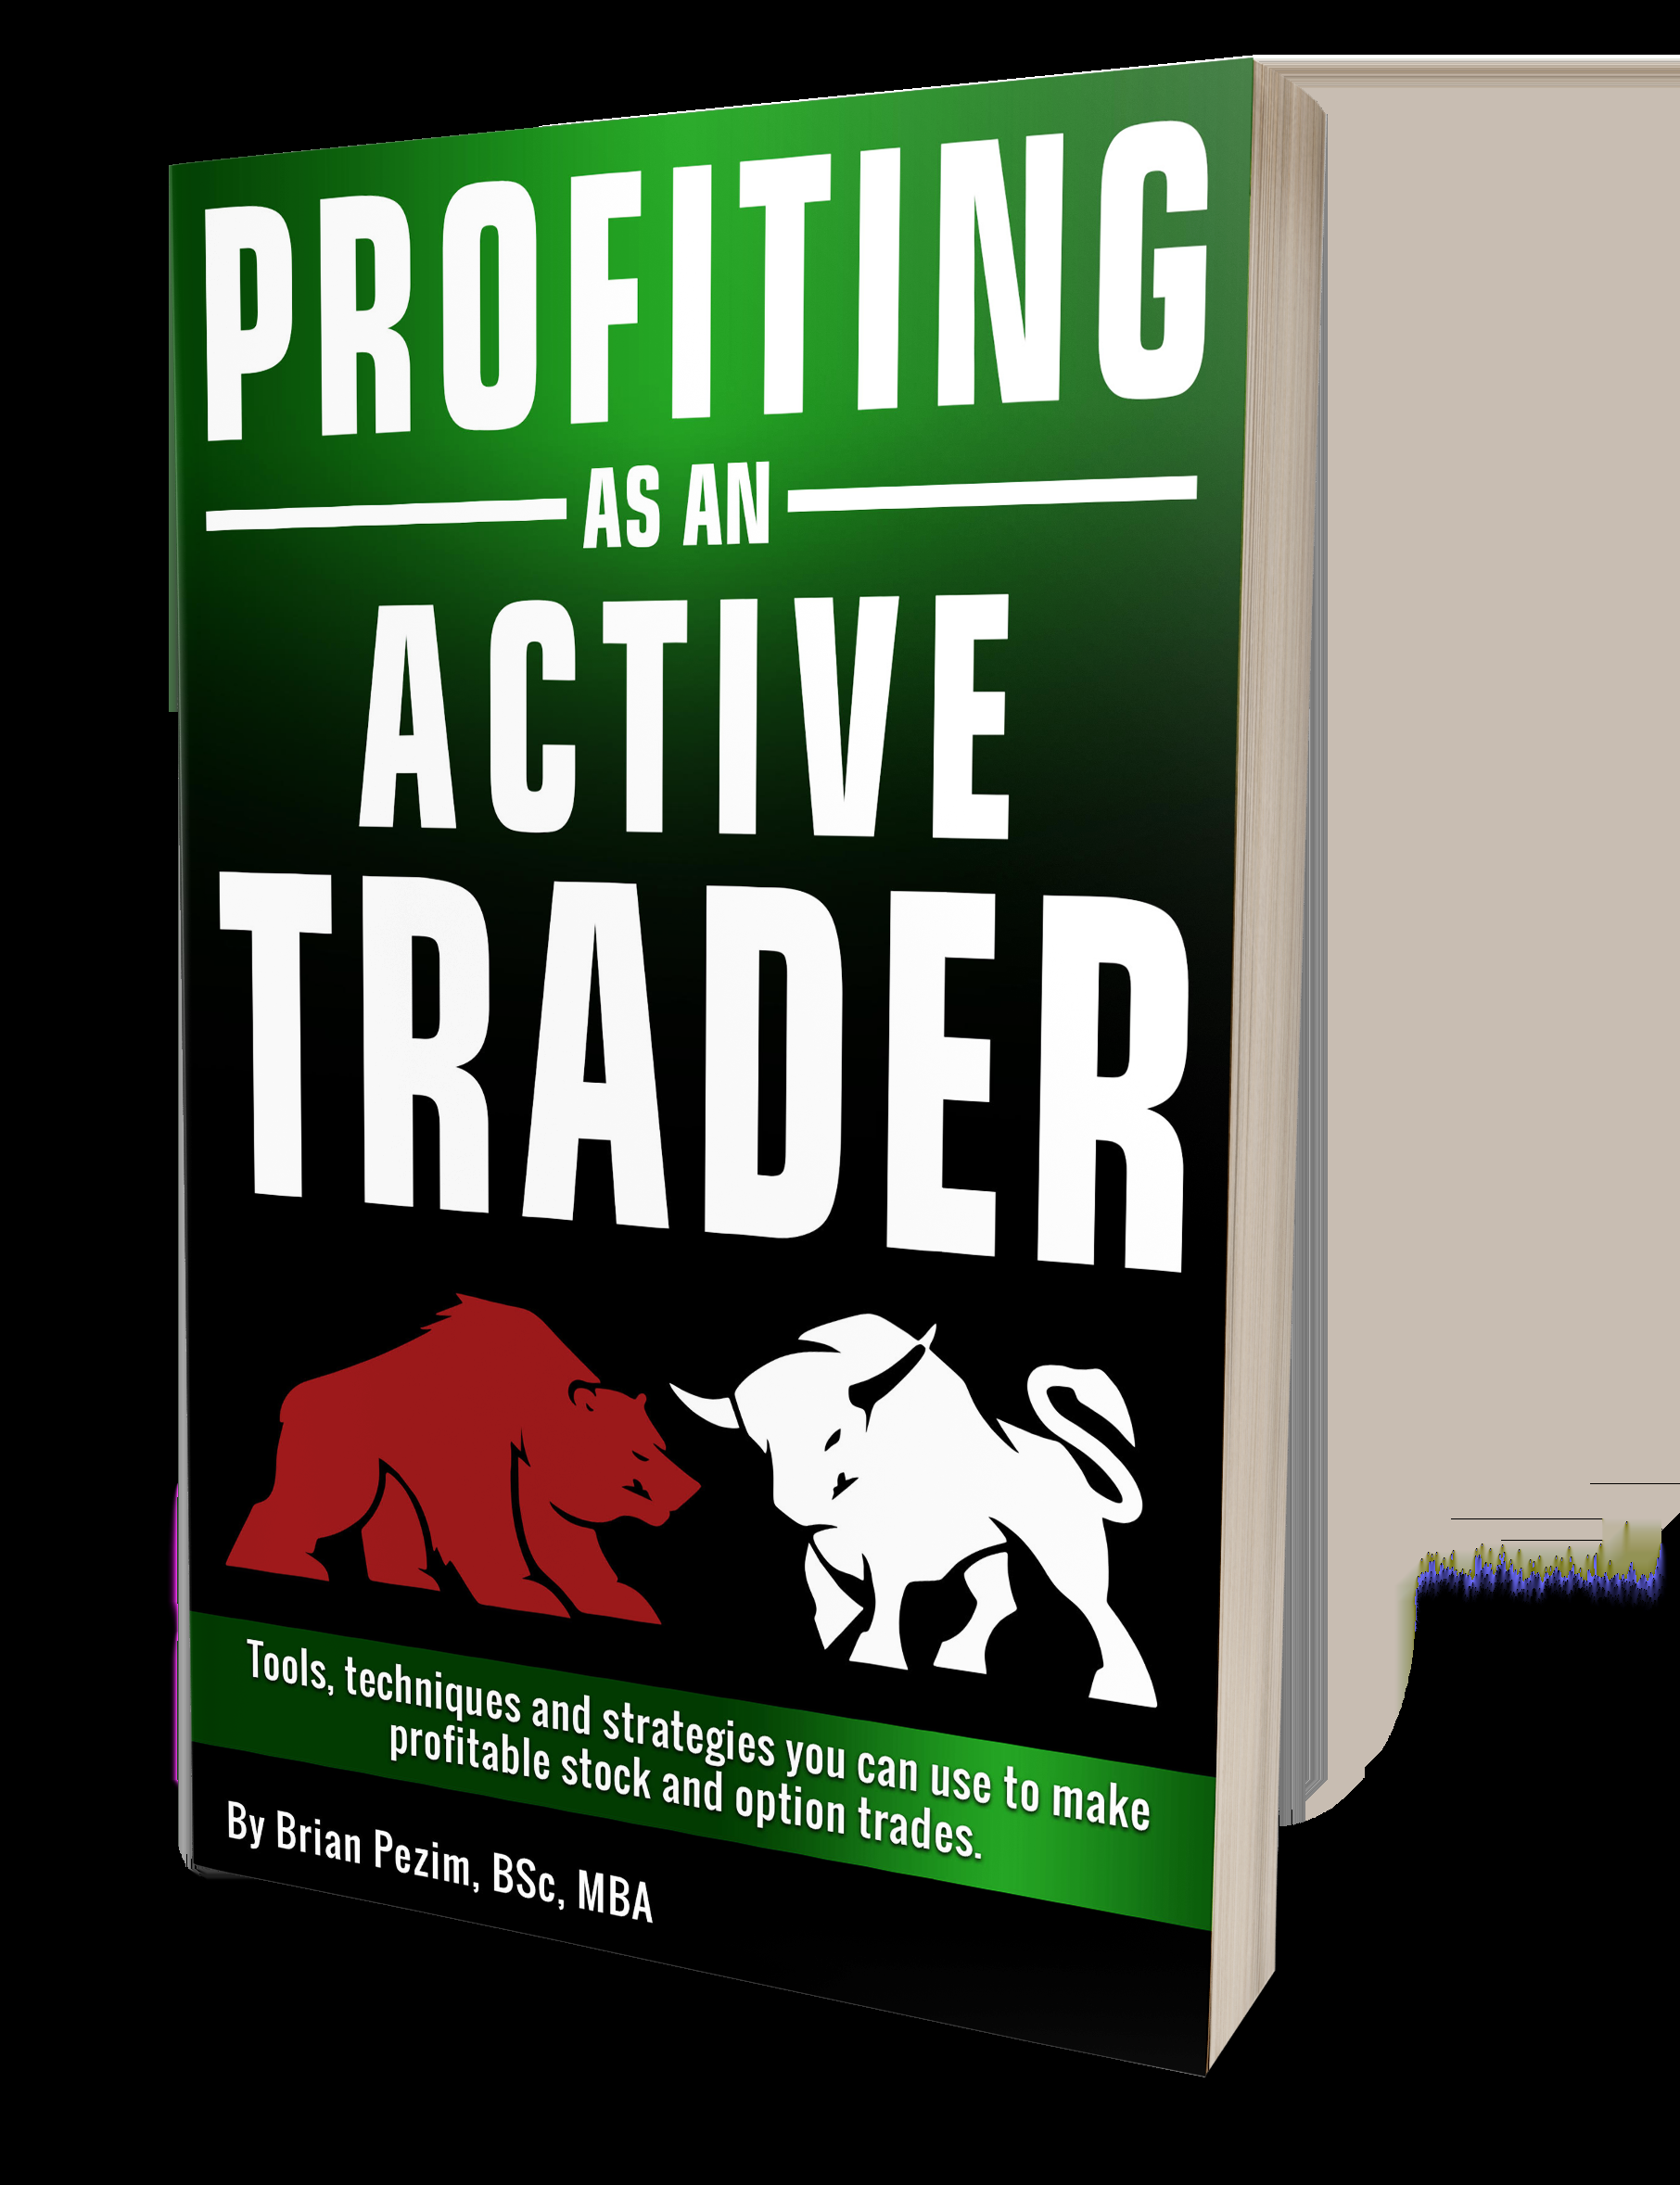 PROFITING
AS AN
ACTIVE
TRADER
Tools, techniques and strategies you can use to make
profitable stock and option trades.
By Brian Pezim, BSc, MBA